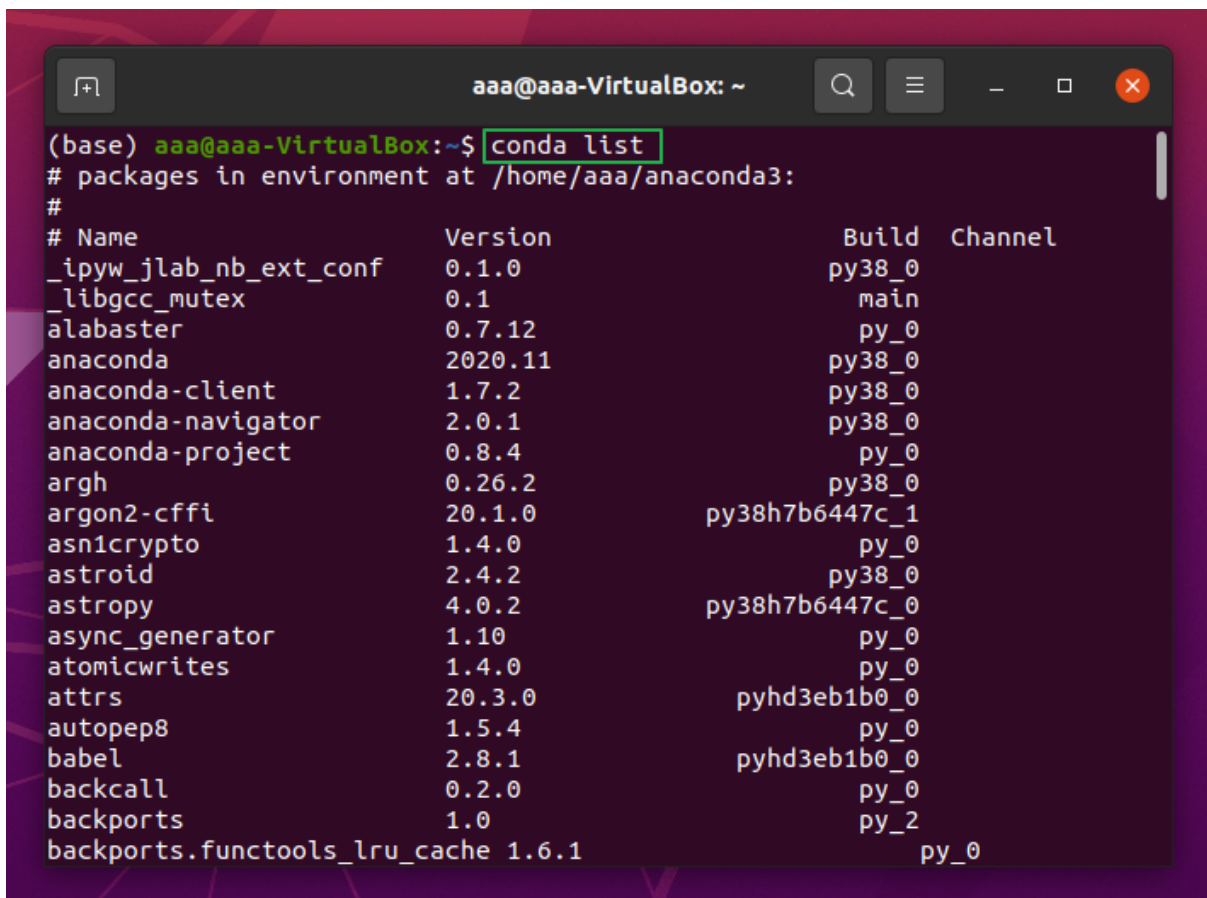 aaa@aaa-VirtualBox: ~
(base) aaa@aaa-VirtualBox:~$ conda list
# packages in environment at /home/aaa/anaconda3:
#
# Name                    Version                   Build  Channel
_ipyw_jlab_nb_ext_conf    0.1.0                    py38_0
_libgcc_mutex             0.1                        main
alabaster                 0.7.12                     py_0
anaconda                  2020.11                  py38_0
anaconda-client           1.7.2                    py38_0
anaconda-navigator        2.0.1                    py38_0
anaconda-project          0.8.4                      py_0
argh                      0.26.2                   py38_0
argon2-cffi               20.1.0           py38h7b6447c_1
asn1crypto                1.4.0                      py_0
astroid                   2.4.2                    py38_0
astropy                   4.0.2            py38h7b6447c_0
async_generator           1.10                       py_0
atomicwrites              1.4.0                      py_0
attrs                     20.3.0             pyhd3eb1b0_0
autopep8                  1.5.4                      py_0
babel                     2.8.1              pyhd3eb1b0_0
backcall                  0.2.0                      py_0
backports                 1.0                        py_2
backports.functools_lru_cache 1.6.1                      py_0